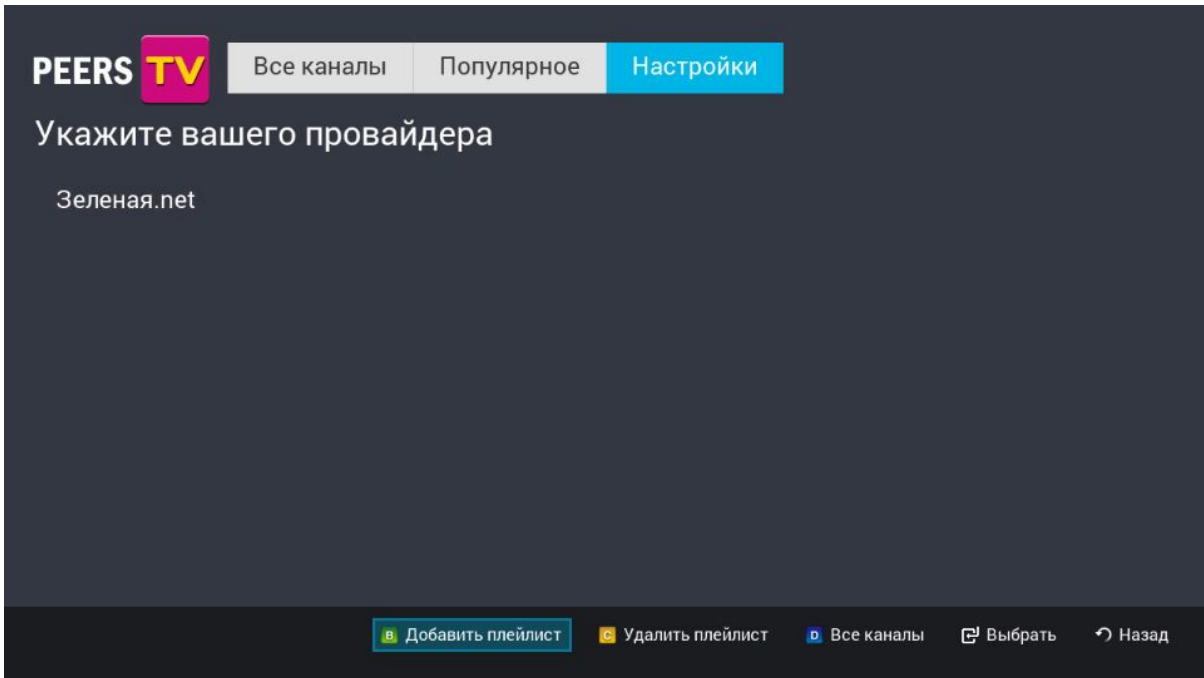 PEERS TV Все каналы Популярное Настройки
Укажите вашего провайдера
Зеленая.net
B Добавить плейлист C Удалить плейлист D Все каналы Выбрать Назад